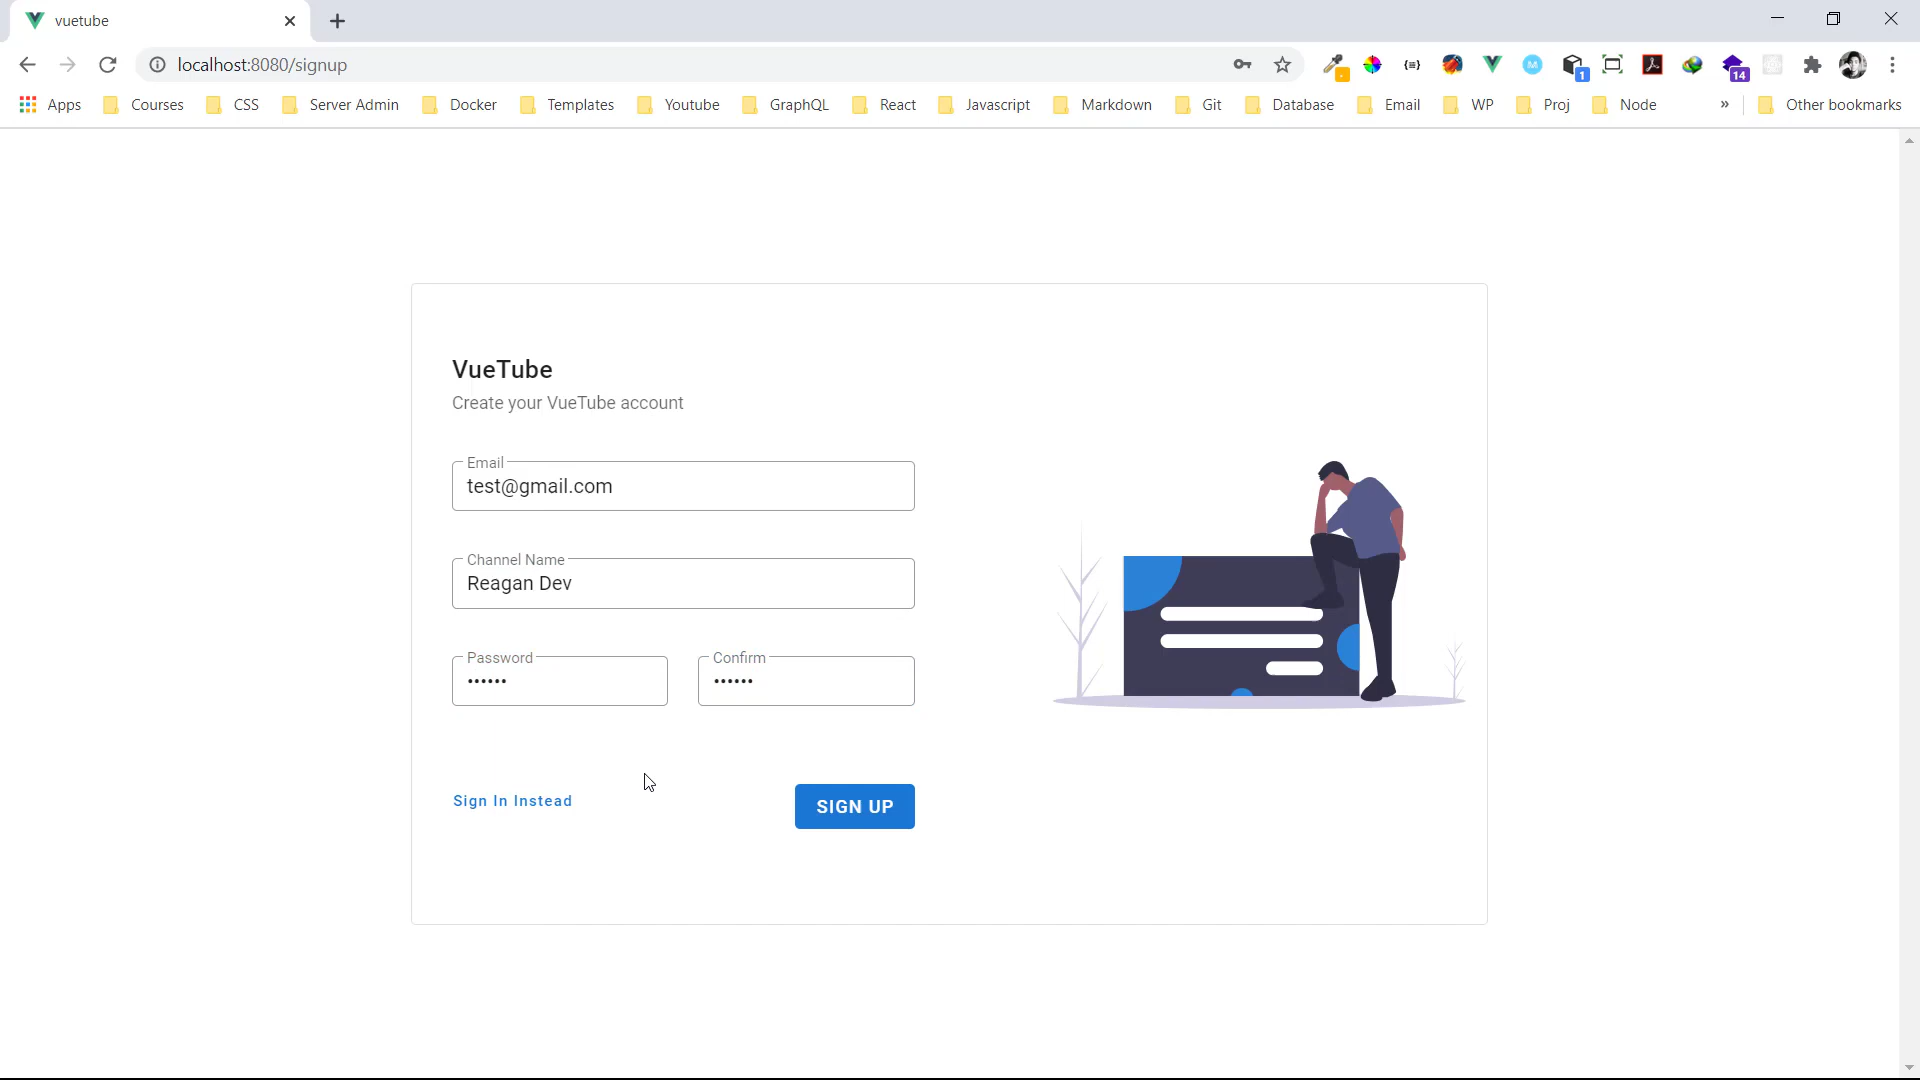 vuetube
localhost:8080/signup
1
14
Apps Courses CSS Server Admin Docker Templates Youtube GraphQL React Javascript Markdown Git Database Email WP Proj Node » Other bookmarks
VueTube
Create your VueTube account
Email
test@gmail.com
Channel Name
Reagan Dev
Password Confirm
•••••• ••••••
Sign In Instead SIGN UP